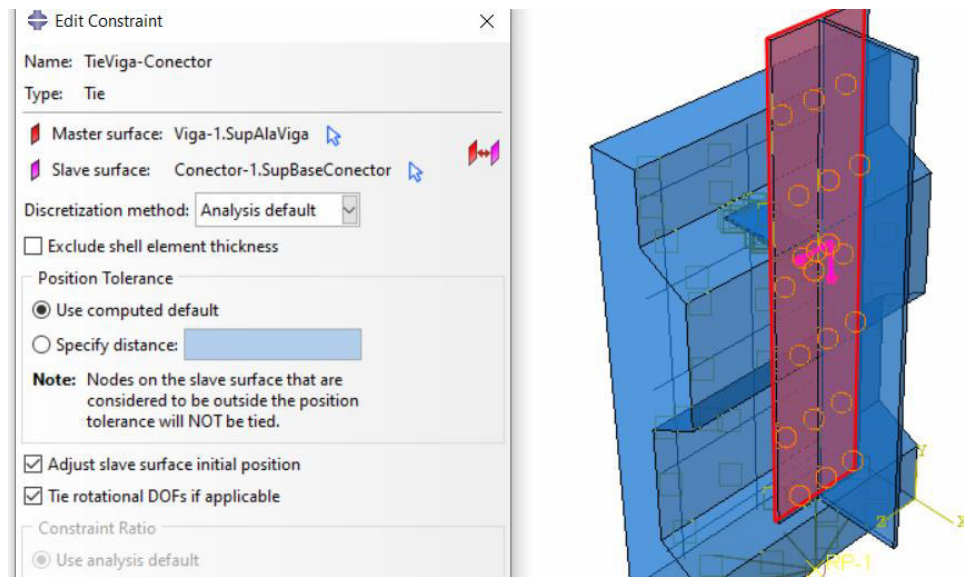 Edit Constraint
Name: TieViga-Conector
Type: Tie
Master surface: Viga-1.SupAlaViga
Slave surface: Conector-1.SupBaseConector
Discretization method: Analysis default
Exclude shell element thickness
Position Tolerance
Use computed default
Specify distance:
Note: Nodes on the slave surface that are
considered to be outside the position
tolerance will NOT be tied.
Adjust slave surface initial position
Tie rotational DOFs if applicable
Constraint Ratio
Use analysis default
Y
Z
X
RP-1